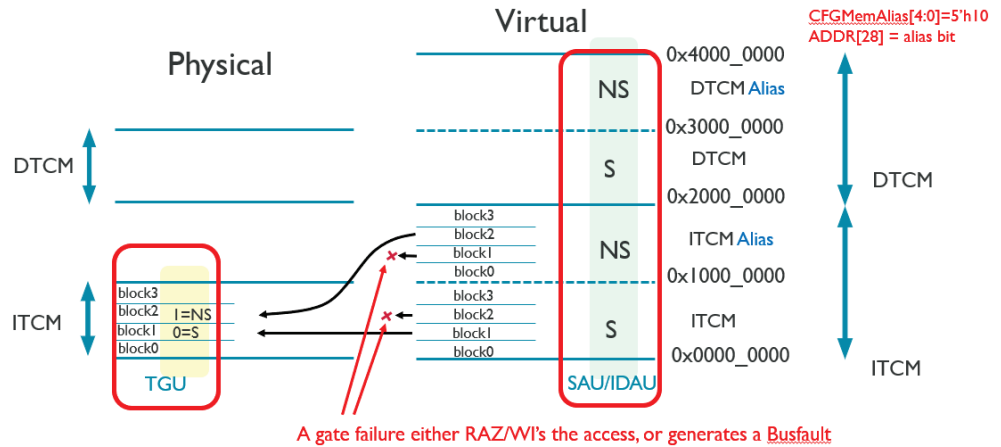 CFGMemAlias[4:0]=5'h10
ADDR[28] = alias bit
Physical
Virtual
0x4000_0000
NS
DTCM Alias
0x3000_0000
DTCM
S
DTCM
0x2000_0000
DTCM
block3
block2
block1
block0
NS
ITCM Alias
0x1000_0000
ITCM
block3
block2
block1
block0
1=NS
0=S
block3
block2
block1
block0
S
ITCM
0x0000_0000
ITCM
TGU
SAU/IDAU
A gate failure either RAZ/WI's the access, or generates a Busfault